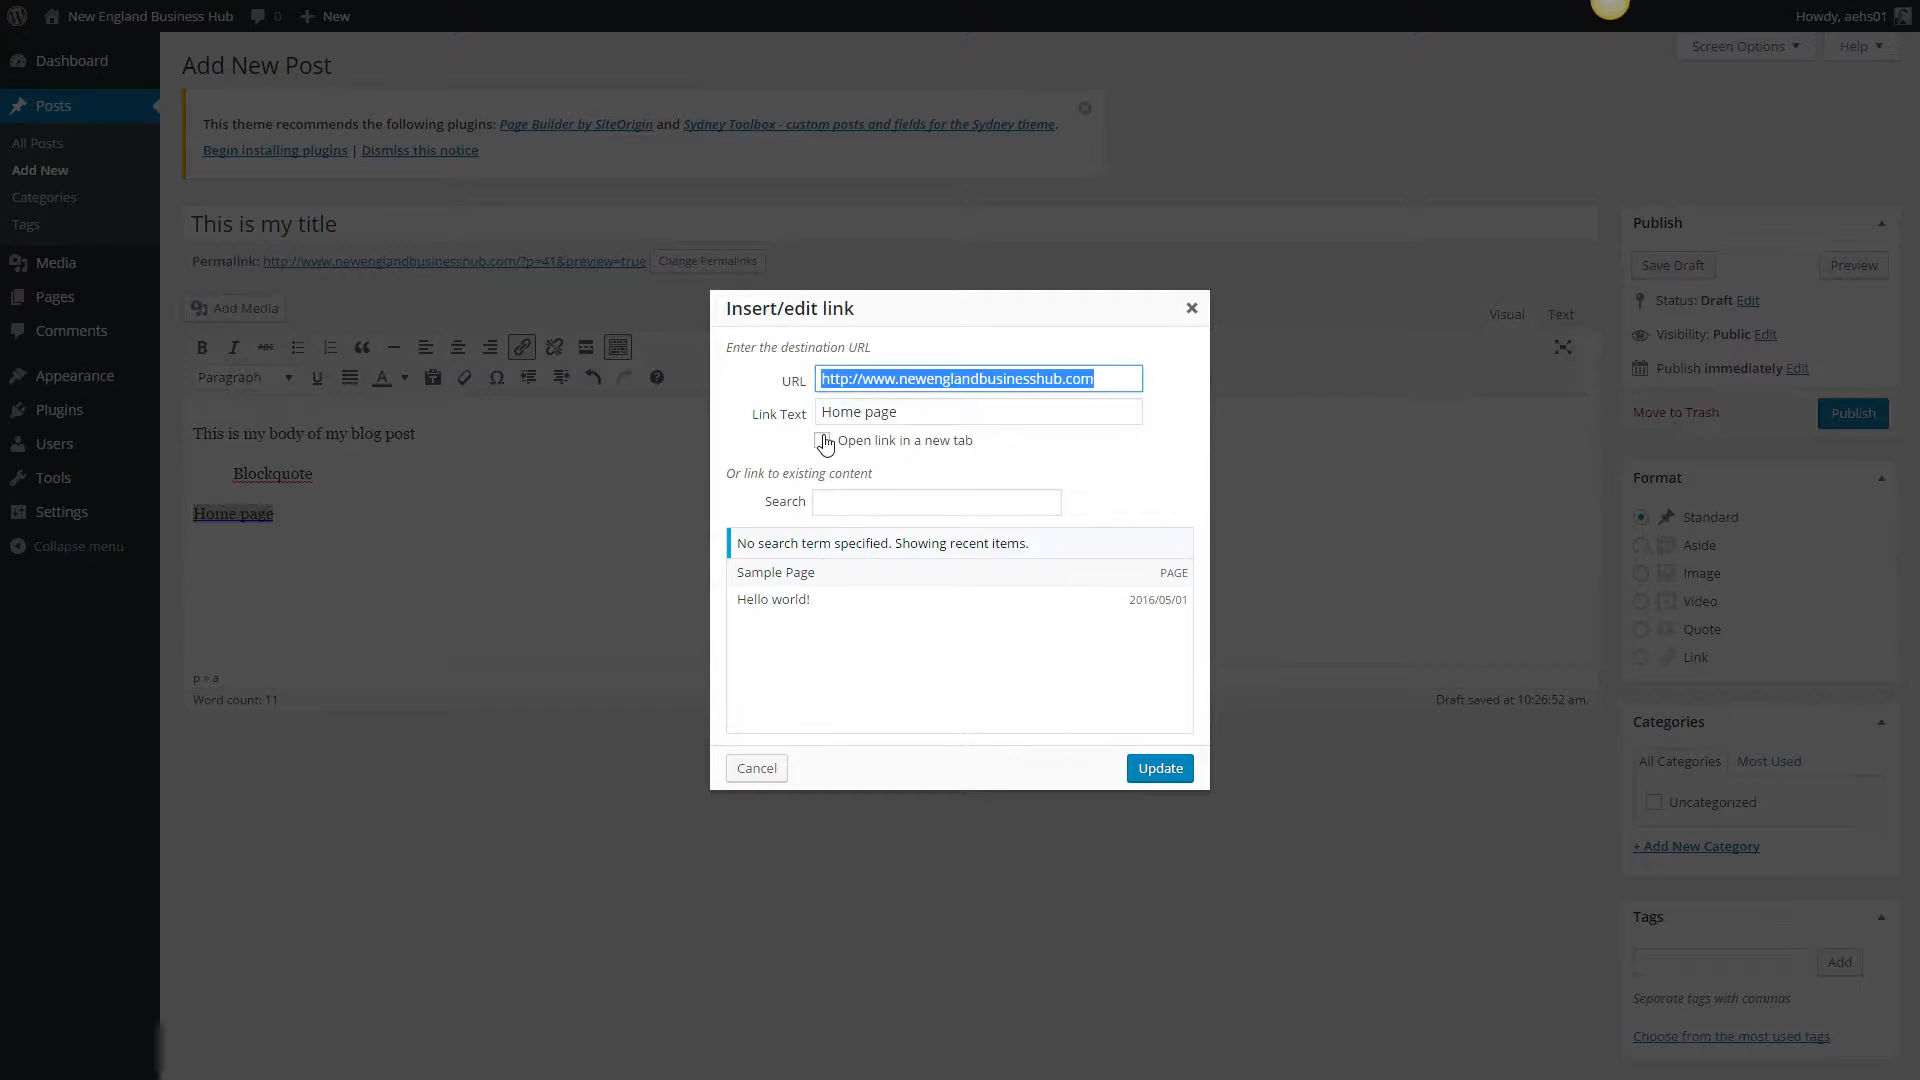 New England Business Hub 0 New Howdy, aehs01
Dashboard
Posts
All Posts
Add New
Categories
Tags
Media
Pages
Comments
Appearance
Plugins
Users
Tools
Settings
Collapse menu
Screen Options Help
Add New Post
This theme recommends the following plugins: Page Builder by SiteOrigin and Sydney Toolbox - custom posts and fields for the Sydney theme.
Begin installing plugins | Dismiss this notice
This is my title
Permalink: http://www.newenglandbusinesshub.com/?p=41&preview=true Change Permalinks
Add Media
Visual Text
B I ABC
Paragraph U A Ω
This is my body of my blog post
Blockquote
Home page
p » a
Word count: 11 Draft saved at 10:26:52 am.
Insert/edit link
Enter the destination URL
URL http://www.newenglandbusinesshub.com
Link Text Home page
Open link in a new tab
Or link to existing content
Search
No search term specified. Showing recent items.
Sample Page PAGE
Hello world! 2016/05/01
Cancel Update
Publish
Save Draft Preview
Status: Draft Edit
Visibility: Public Edit
Publish immediately Edit
Move to Trash Publish
Format
Standard
Aside
Image
Video
Quote
Link
Categories
All Categories Most Used
Uncategorized
+ Add New Category
Tags
Add
Separate tags with commas
Choose from the most used tags